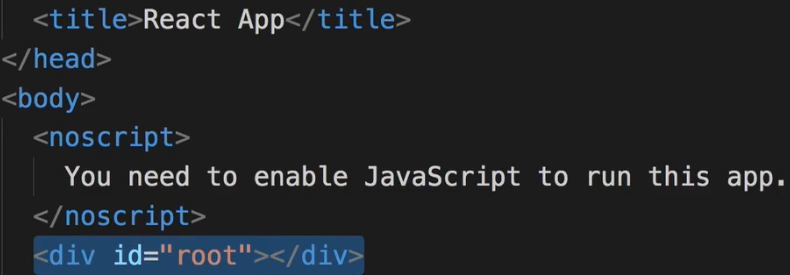 <title>React App</title>
</head>
<body>
<noscript>
You need to enable JavaScript to run this app.
</noscript>
<div id="root"></div>